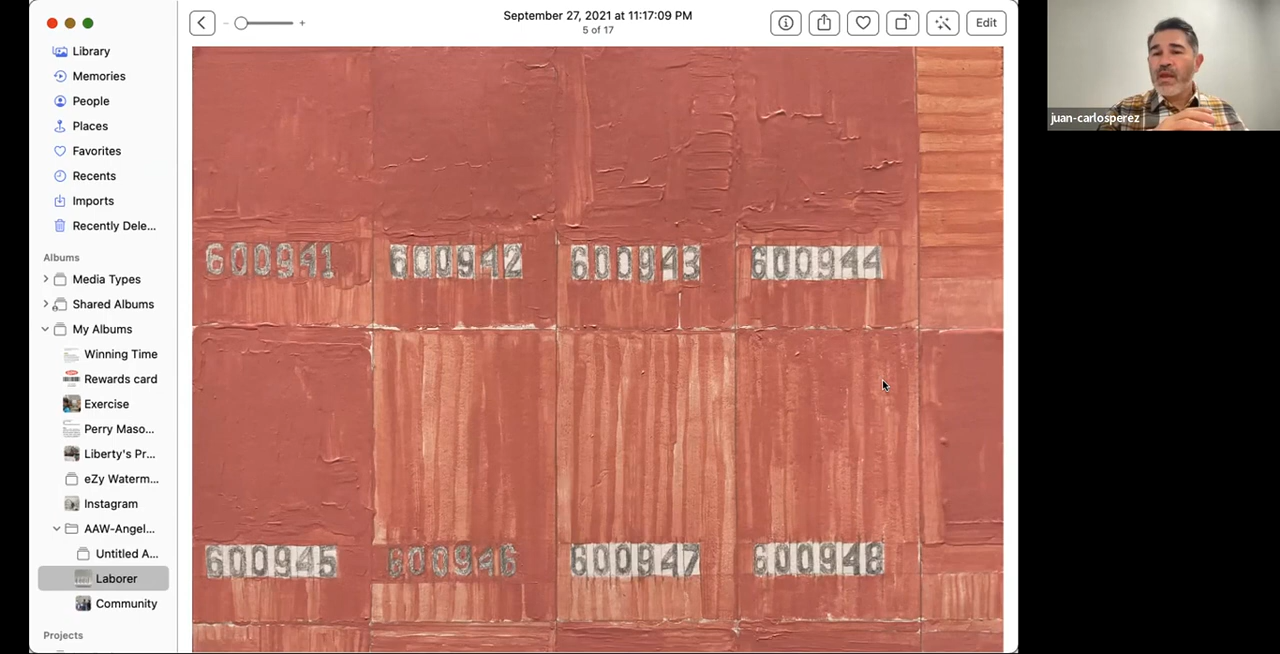 September 27, 2021 at 11:17:09 PM
5 of 17
Edit
Library
Memories
People
Places
Favorites
Recents
Imports
Recently Dele...
Albums
Media Types
Shared Albums
My Albums
Winning Time
Rewards card
Exercise
Perry Maso...
Liberty's Pr...
eZy Waterm...
Instagram
AAW-Angel...
Untitled A...
Laborer
Community
Projects
600941 600942 600943 600944
600945 600946 600947 600948
juan-carlosperez